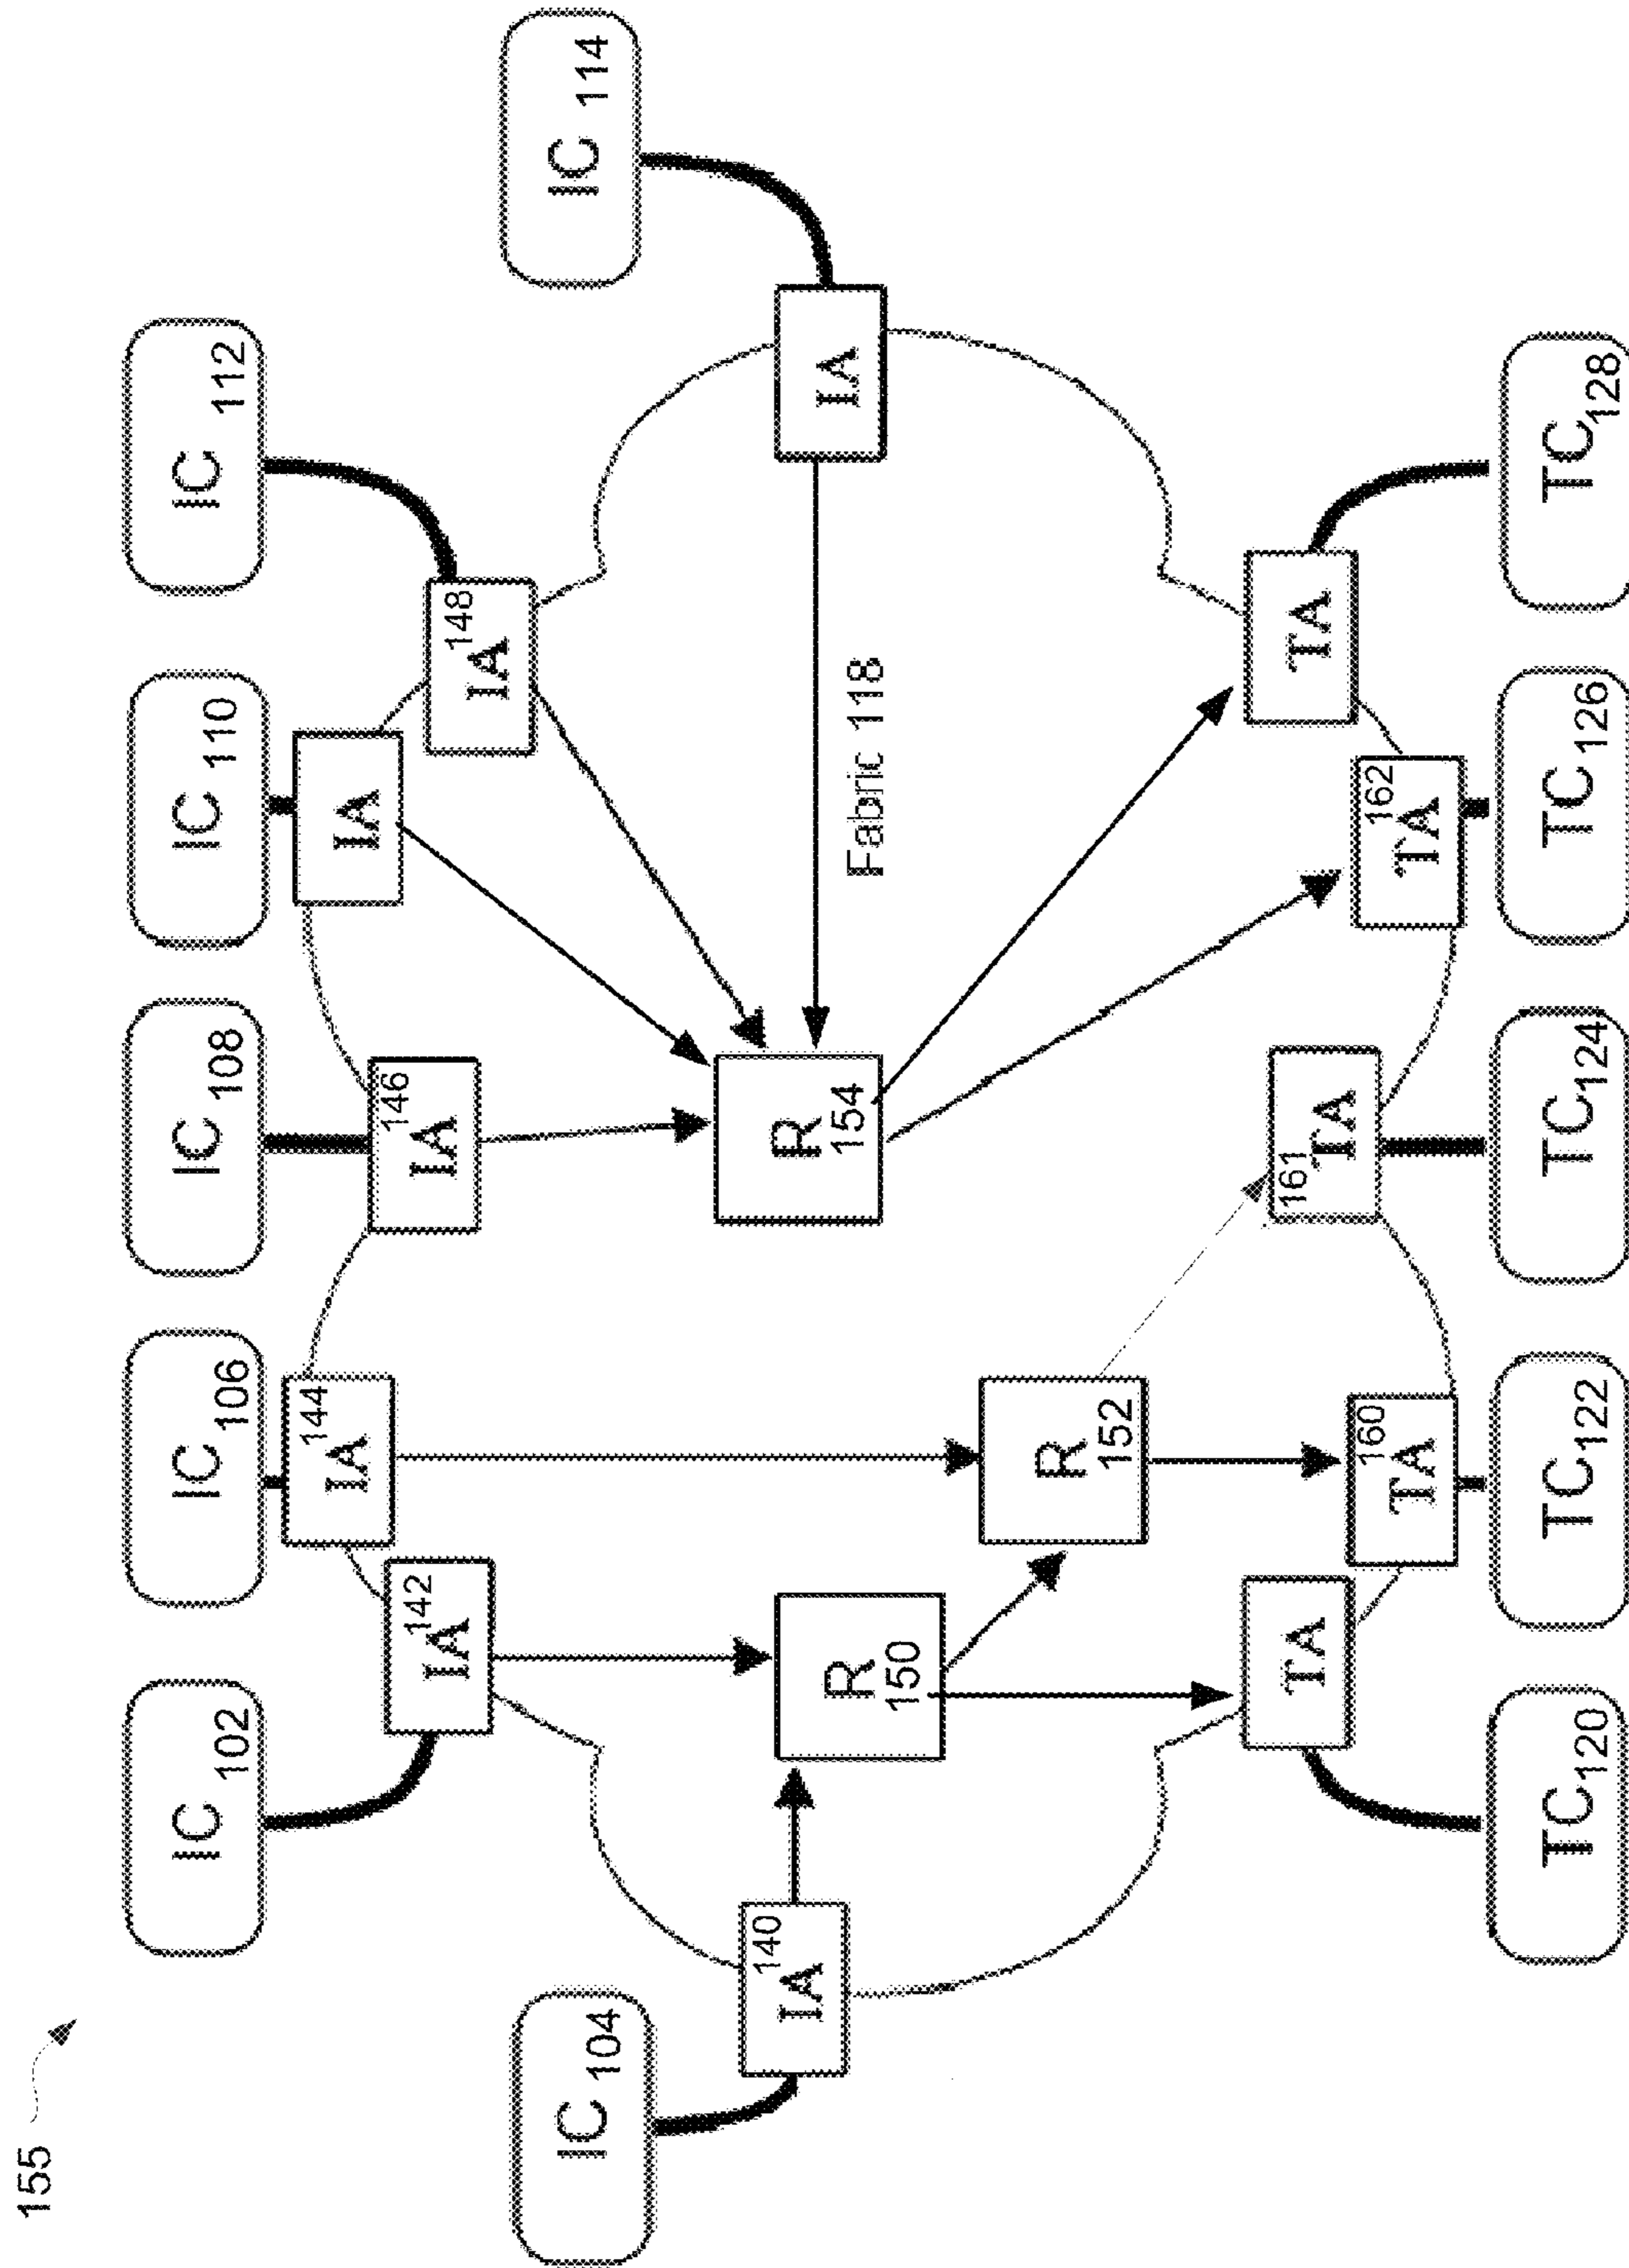 155
IC 104
IC 102
IC 106
IC 108
IC 110
IC 112
IC 114
IA 140
IA 142
IA 144
IA 146
IA
IA 148
IA
R 150
R 152
R 154
Fabric 118
TA
TA 160
161 TA
TA 162
TA
TC 120
TC 122
TC 124
TC 126
TC 128